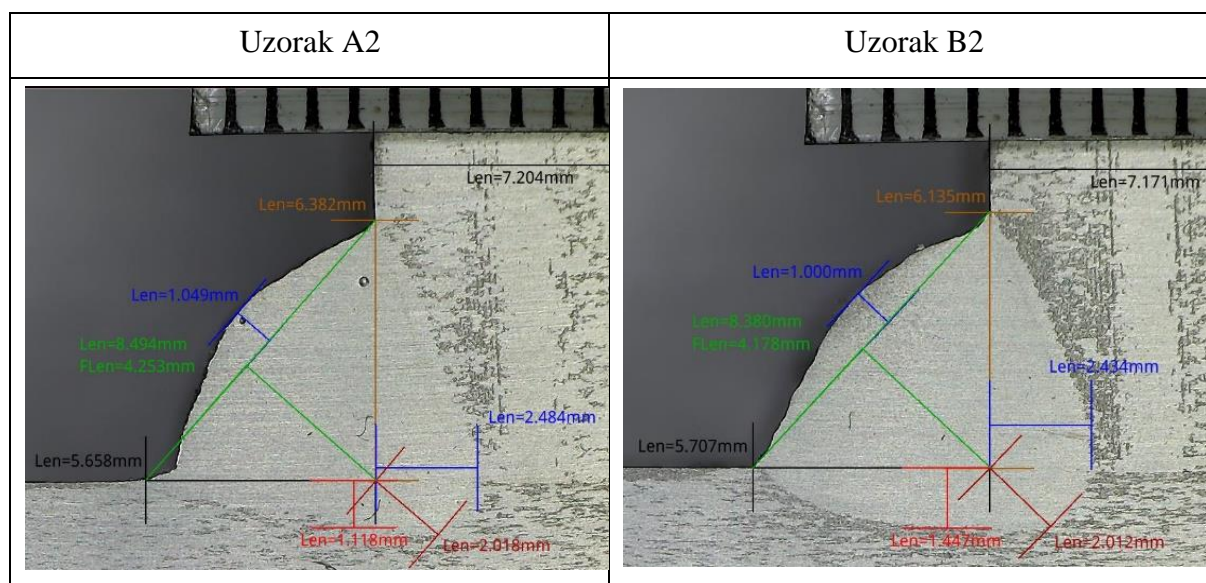 Uzorak A2
Uzorak B2
Len=7.204mm
Len=6.382mm
Len=1.049mm
Len=8.494mm
FLen=4.253mm
Len=2.484mm
Len=5.658mm
Len=1.118mm
Len=2.018mm
Len=7.171mm
Len=6.135mm
Len=1.000mm
Len=8.380mm
FLen=4.178mm
Len=2.434mm
Len=5.707mm
Len=1.447mm
Len=2.012mm